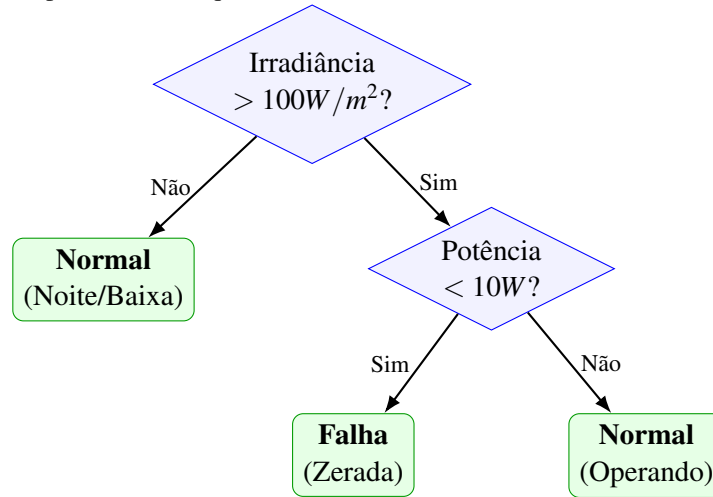 Irradiância
> 100W/m²?
Não
Sim
Normal
(Noite/Baixa)
Potência
< 10W?
Sim
Não
Falha
(Zerada)
Normal
(Operando)